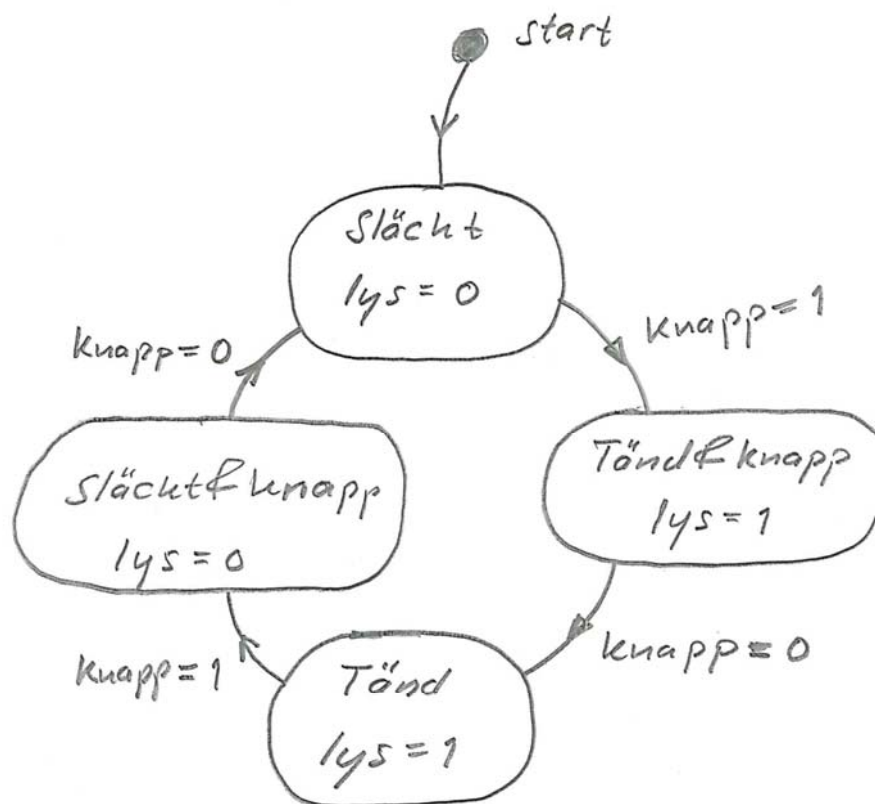 start
Släckt
lys = 0
knapp = 1
knapp = 0
Tänd & knapp
lys = 1
Släckt & knapp
lys = 0
knapp = 0
knapp = 1
Tänd
lys = 1